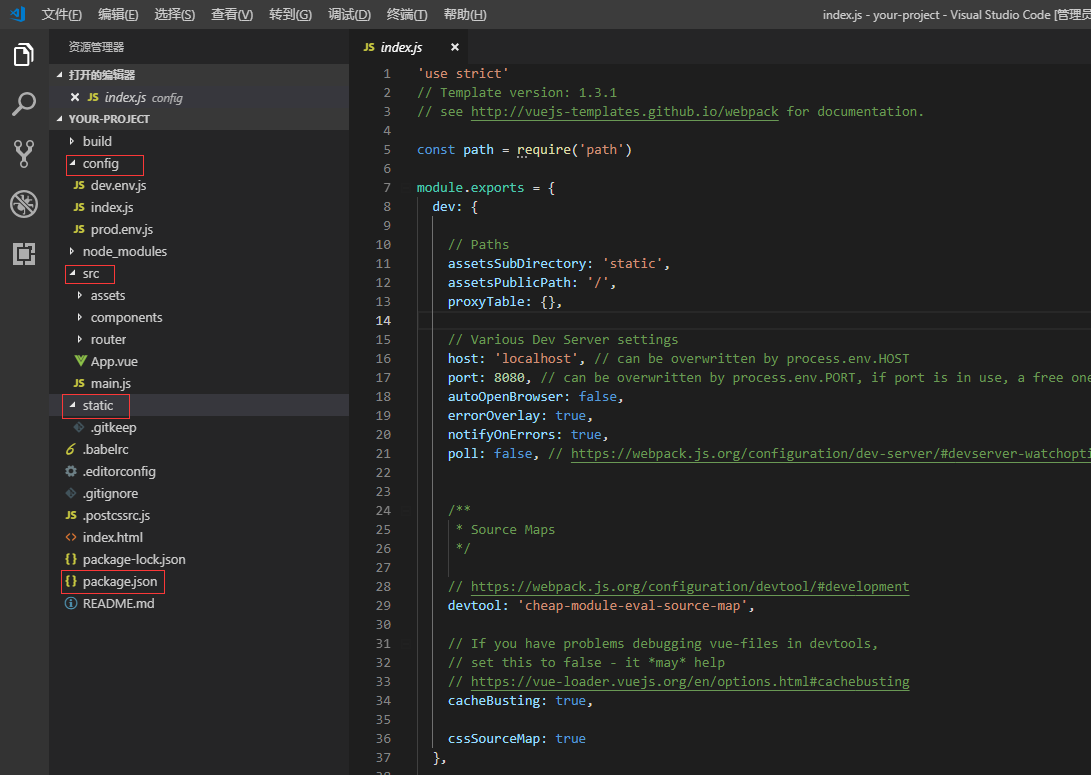 文件(F) 编辑(E) 选择(S) 查看(V) 转到(G) 调试(D) 终端(T) 帮助(H) index.js - your-project - Visual Studio Code [管理员
资源管理器
打开的编辑器
JS index.js config
YOUR-PROJECT
build
config
JS dev.env.js
JS index.js
JS prod.env.js
node_modules
src
assets
components
router
App.vue
JS main.js
static
.gitkeep
6 .babelrc
.editorconfig
.gitignore
JS .postcssrc.js
<> index.html
{} package-lock.json
{} package.json
README.md
JS index.js ×
1 'use strict'
2 // Template version: 1.3.1
3 // see http://vuejs-templates.github.io/webpack for documentation.
4
5 const path = require('path')
6
7 module.exports = {
8 dev: {
9
10 // Paths
11 assetsSubDirectory: 'static',
12 assetsPublicPath: '/',
13 proxyTable: {},
14
15 // Various Dev Server settings
16 host: 'localhost', // can be overwritten by process.env.HOST
17 port: 8080, // can be overwritten by process.env.PORT, if port is in use, a free one
18 autoOpenBrowser: false,
19 errorOverlay: true,
20 notifyOnErrors: true,
21 poll: false, // https://webpack.js.org/configuration/dev-server/#devserver-watchopti
22
23
24 /**
25 * Source Maps
26 */
27
28 // https://webpack.js.org/configuration/devtool/#development
29 devtool: 'cheap-module-eval-source-map',
30
31 // If you have problems debugging vue-files in devtools,
32 // set this to false - it *may* help
33 // https://vue-loader.vuejs.org/en/options.html#cachebusting
34 cacheBusting: true,
35
36 cssSourceMap: true
37 },